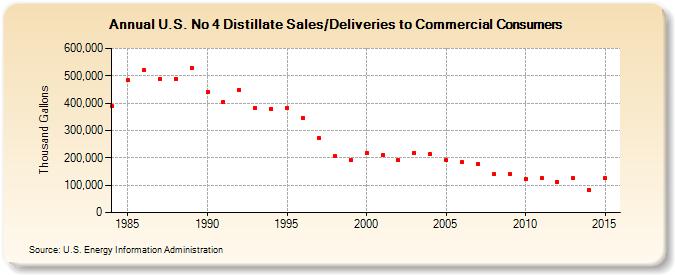 Annual U.S. No 4 Distillate Sales/Deliveries to Commercial Consumers
Thousand Gallons
600,000
500,000
400,000
300,000
200,000
100,000
0
1985 1990 1995 2000 2005 2010 2015
Source: U.S. Energy Information Administration